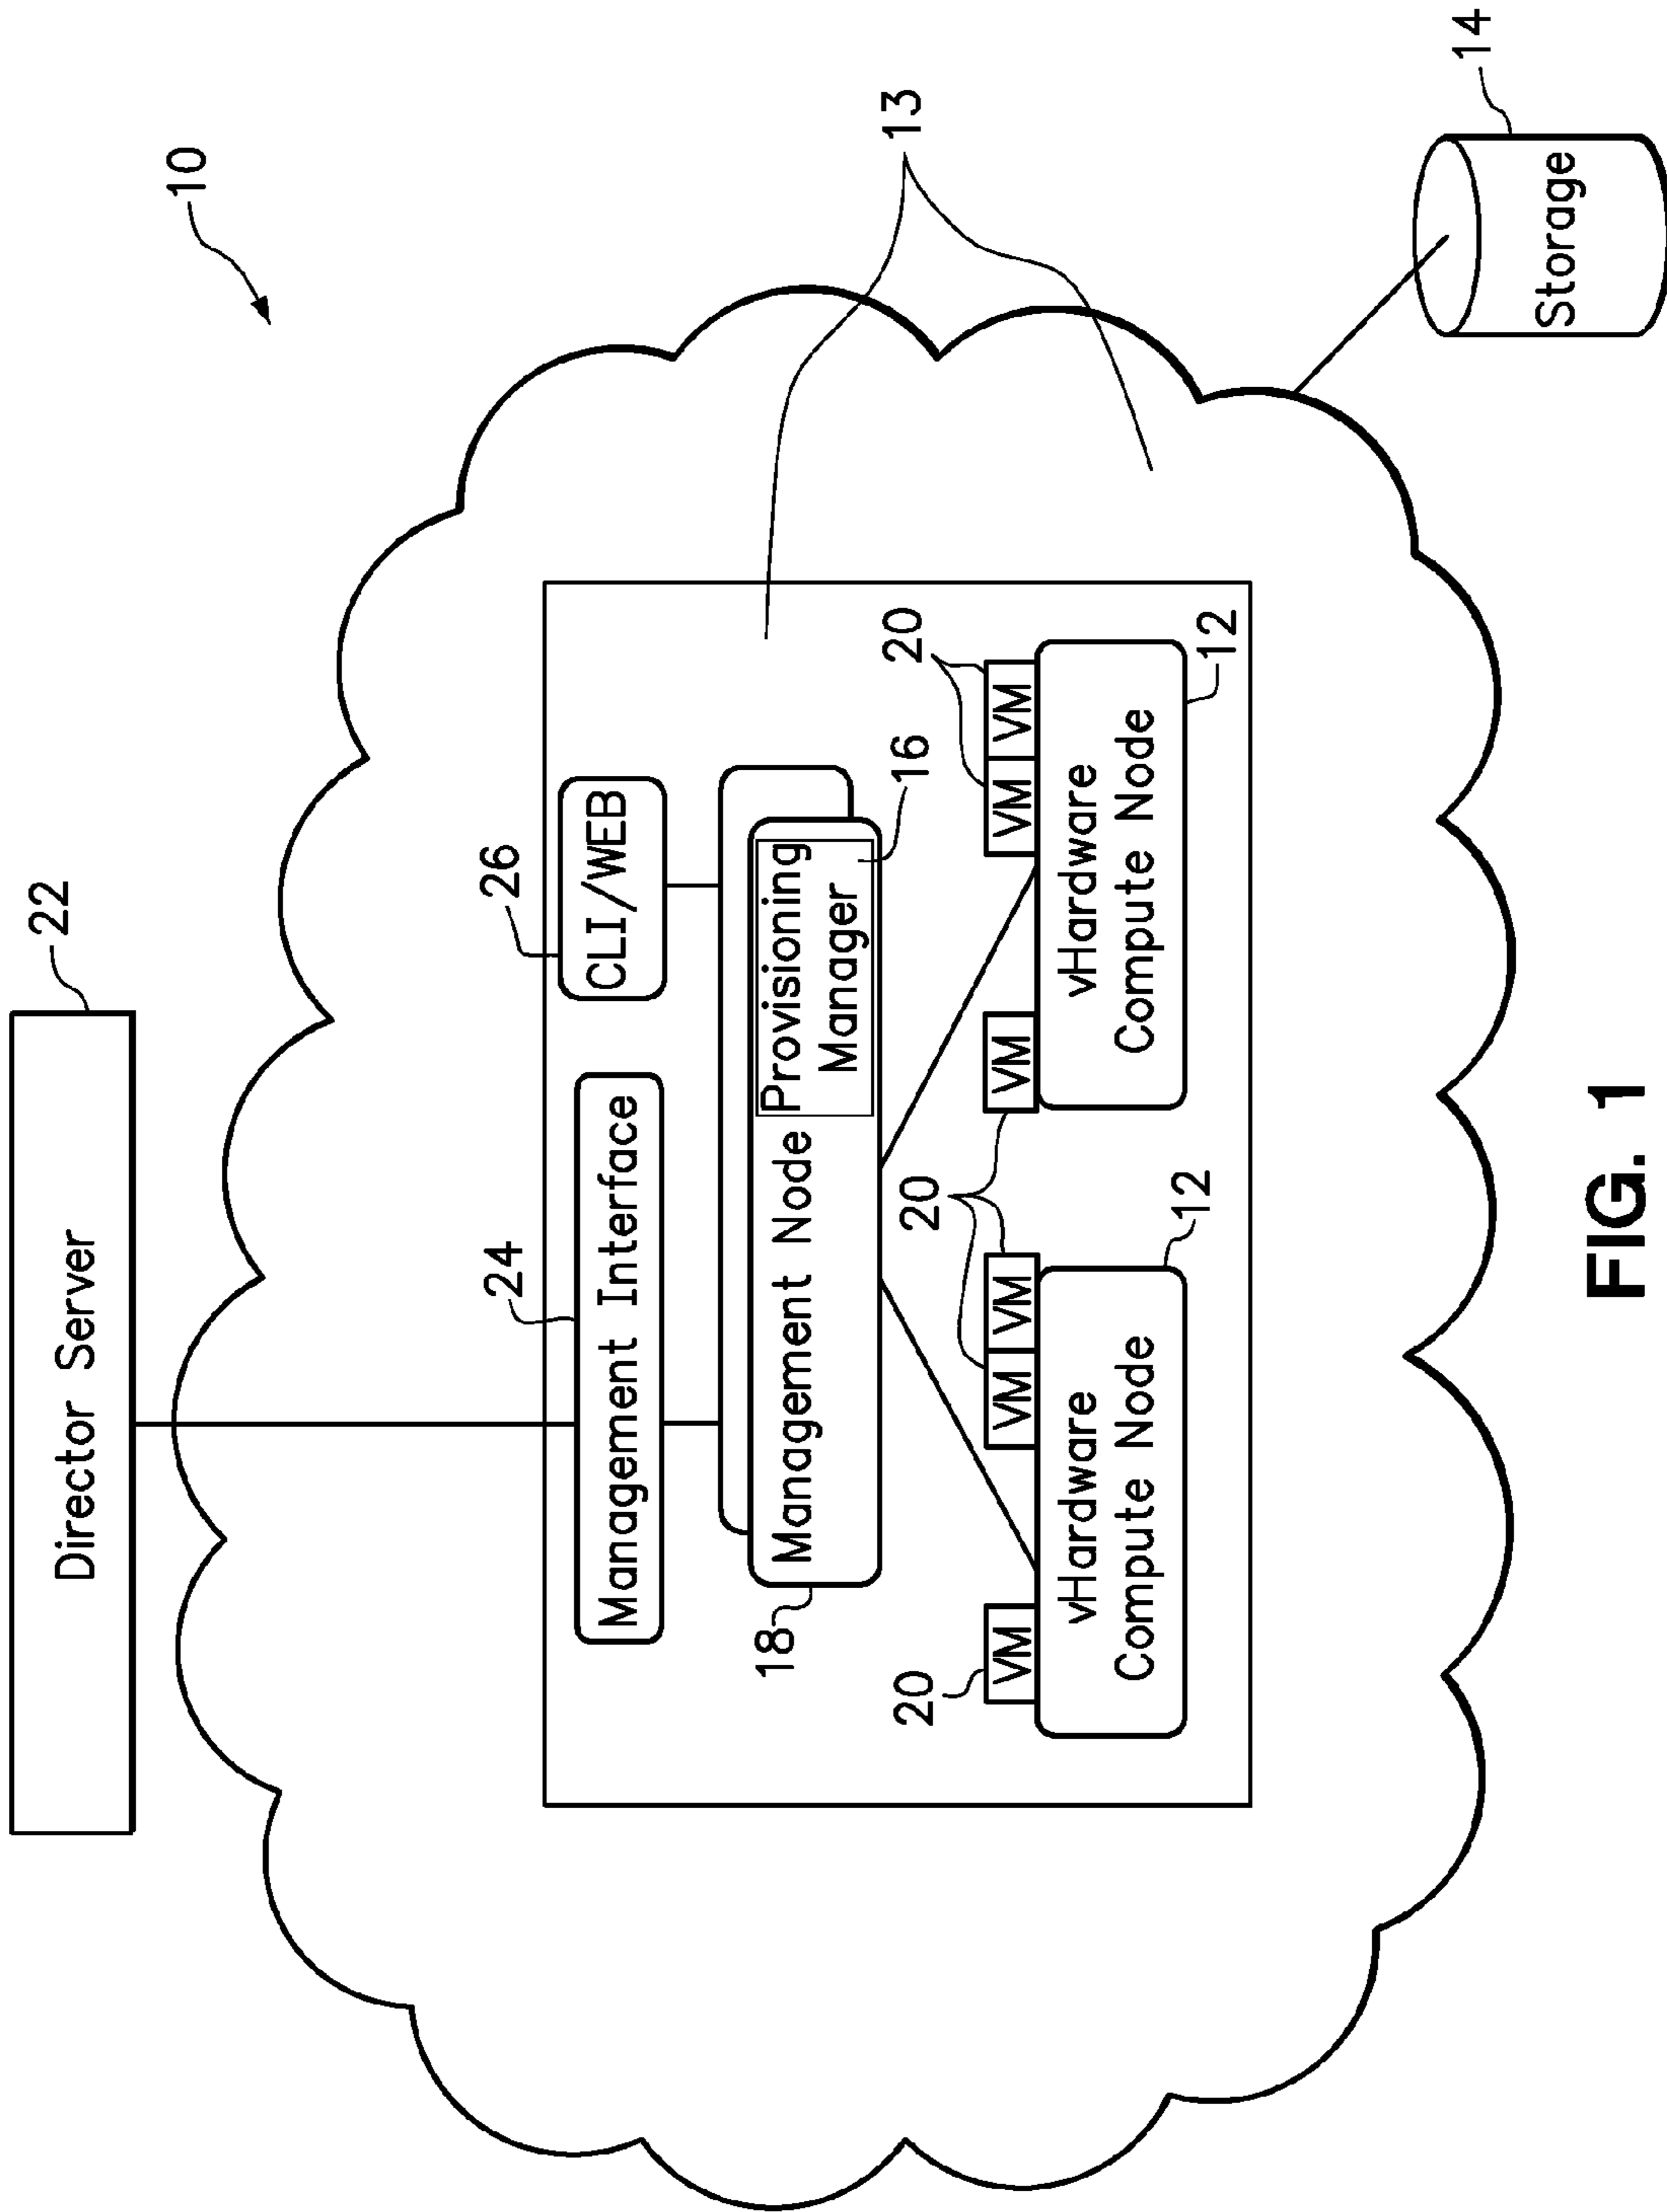 10
Director Server
22
13
14
Storage
24
Management Interface
26
CLI/WEB
18
Management Node
Provisioning
Manager
16
20
VM
VM
VM
20
VM
VM
VM
20
vHardware
Compute Node
12
vHardware
Compute Node
12
FIG. 1